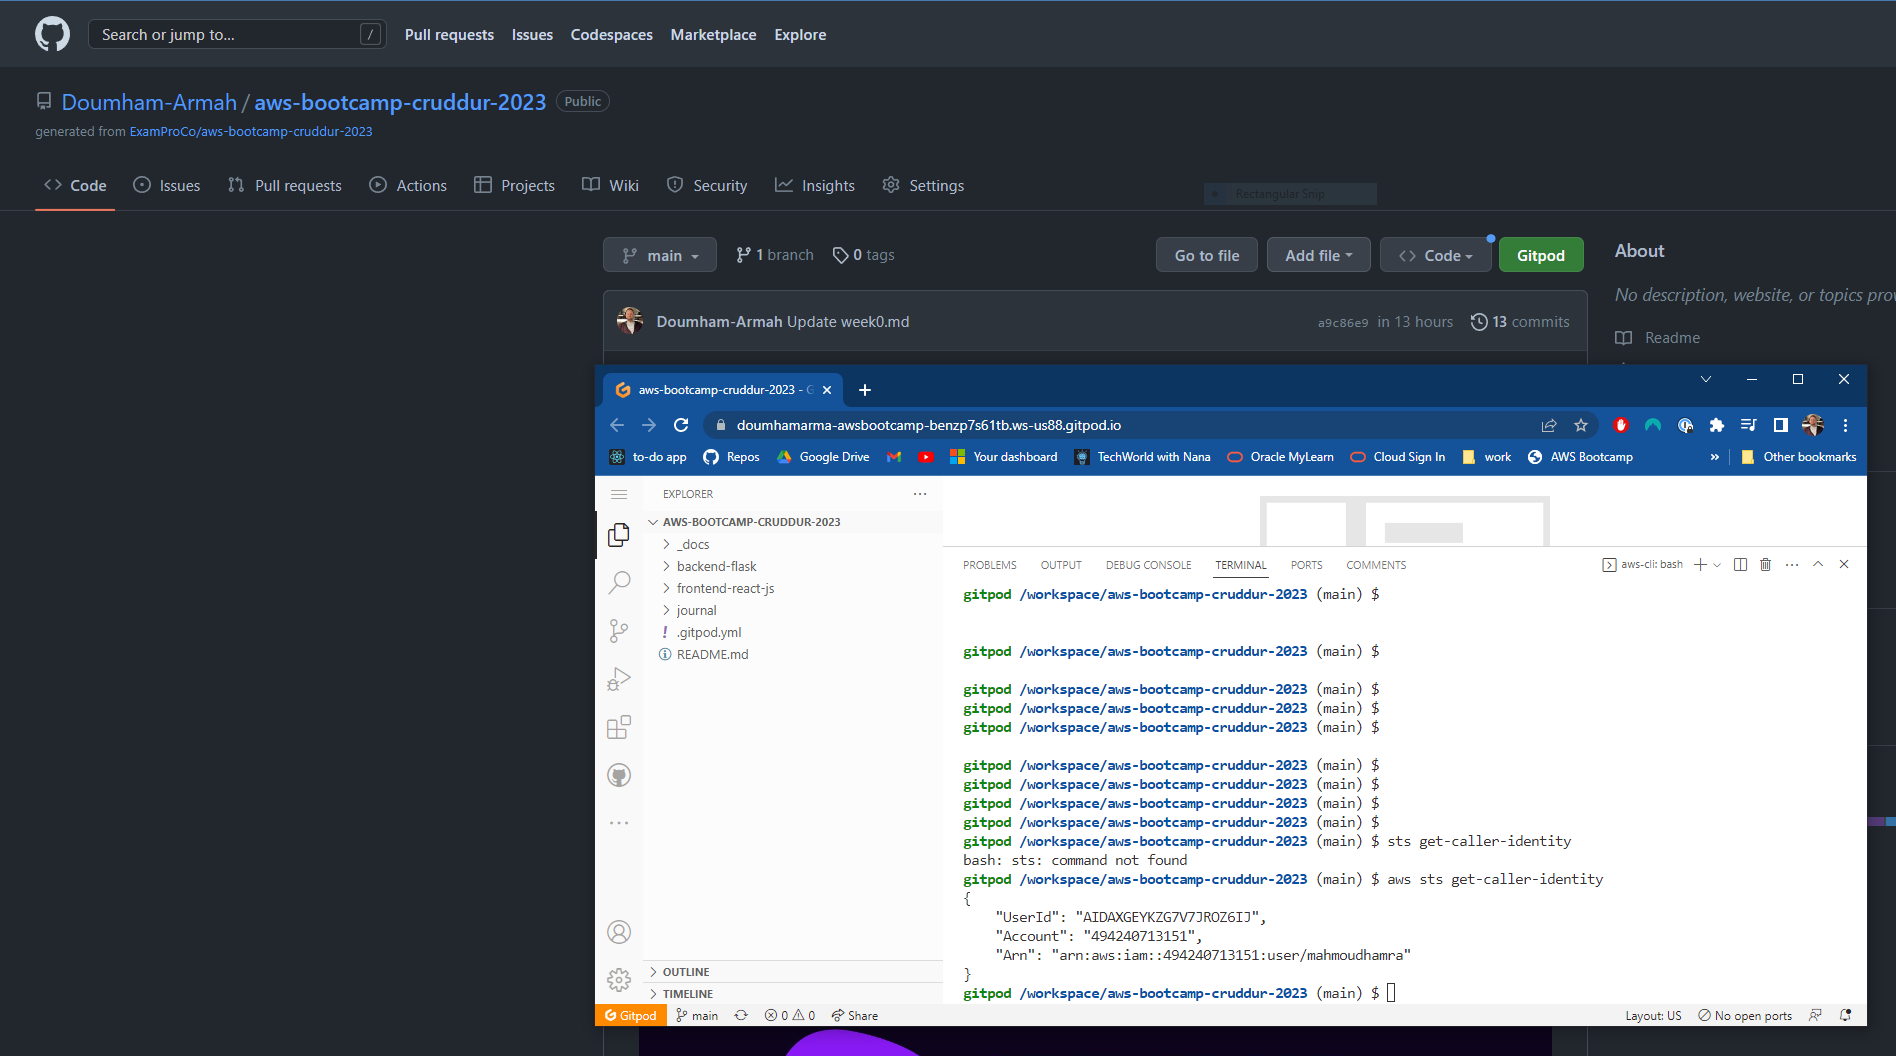 Search or jump to...
/
Pull requests
Issues
Codespaces
Marketplace
Explore
Doumham-Armah / aws-bootcamp-cruddur-2023
Public
generated from ExamProCo/aws-bootcamp-cruddur-2023
Code
Issues
Pull requests
Actions
Projects
Wiki
Security
Insights
Settings
Rectangular Snip
main
1 branch
0 tags
Go to file
Add file
Code
Gitpod
About
No description, website, or topics prov
Doumham-Armah Update week0.md
a9c86e9 in 13 hours
13 commits
Readme
aws-bootcamp-cruddur-2023 - G
doumhamarma-awsbootcamp-benzp7s61tb.ws-us88.gitpod.io
to-do app
Repos
Google Drive
Your dashboard
TechWorld with Nana
Oracle MyLearn
Cloud Sign In
work
AWS Bootcamp
»
Other bookmarks
EXPLORER
AWS-BOOTCAMP-CRUDDUR-2023
_docs
backend-flask
frontend-react-js
journal
! .gitpod.yml
README.md
OUTLINE
TIMELINE
PROBLEMS
OUTPUT
DEBUG CONSOLE
TERMINAL
PORTS
COMMENTS
aws-cli: bash
gitpod /workspace/aws-bootcamp-cruddur-2023 (main) $
gitpod /workspace/aws-bootcamp-cruddur-2023 (main) $
gitpod /workspace/aws-bootcamp-cruddur-2023 (main) $
gitpod /workspace/aws-bootcamp-cruddur-2023 (main) $
gitpod /workspace/aws-bootcamp-cruddur-2023 (main) $
gitpod /workspace/aws-bootcamp-cruddur-2023 (main) $
gitpod /workspace/aws-bootcamp-cruddur-2023 (main) $
gitpod /workspace/aws-bootcamp-cruddur-2023 (main) $
gitpod /workspace/aws-bootcamp-cruddur-2023 (main) $
gitpod /workspace/aws-bootcamp-cruddur-2023 (main) $ sts get-caller-identity
bash: sts: command not found
gitpod /workspace/aws-bootcamp-cruddur-2023 (main) $ aws sts get-caller-identity
{
"UserId": "AIDAXGEYKZG7V7JROZ6IJ",
"Account": "494240713151",
"Arn": "arn:aws:iam::494240713151:user/mahmoudhamra"
}
gitpod /workspace/aws-bootcamp-cruddur-2023 (main) $
Gitpod
main
0
0
Share
Layout: US
No open ports